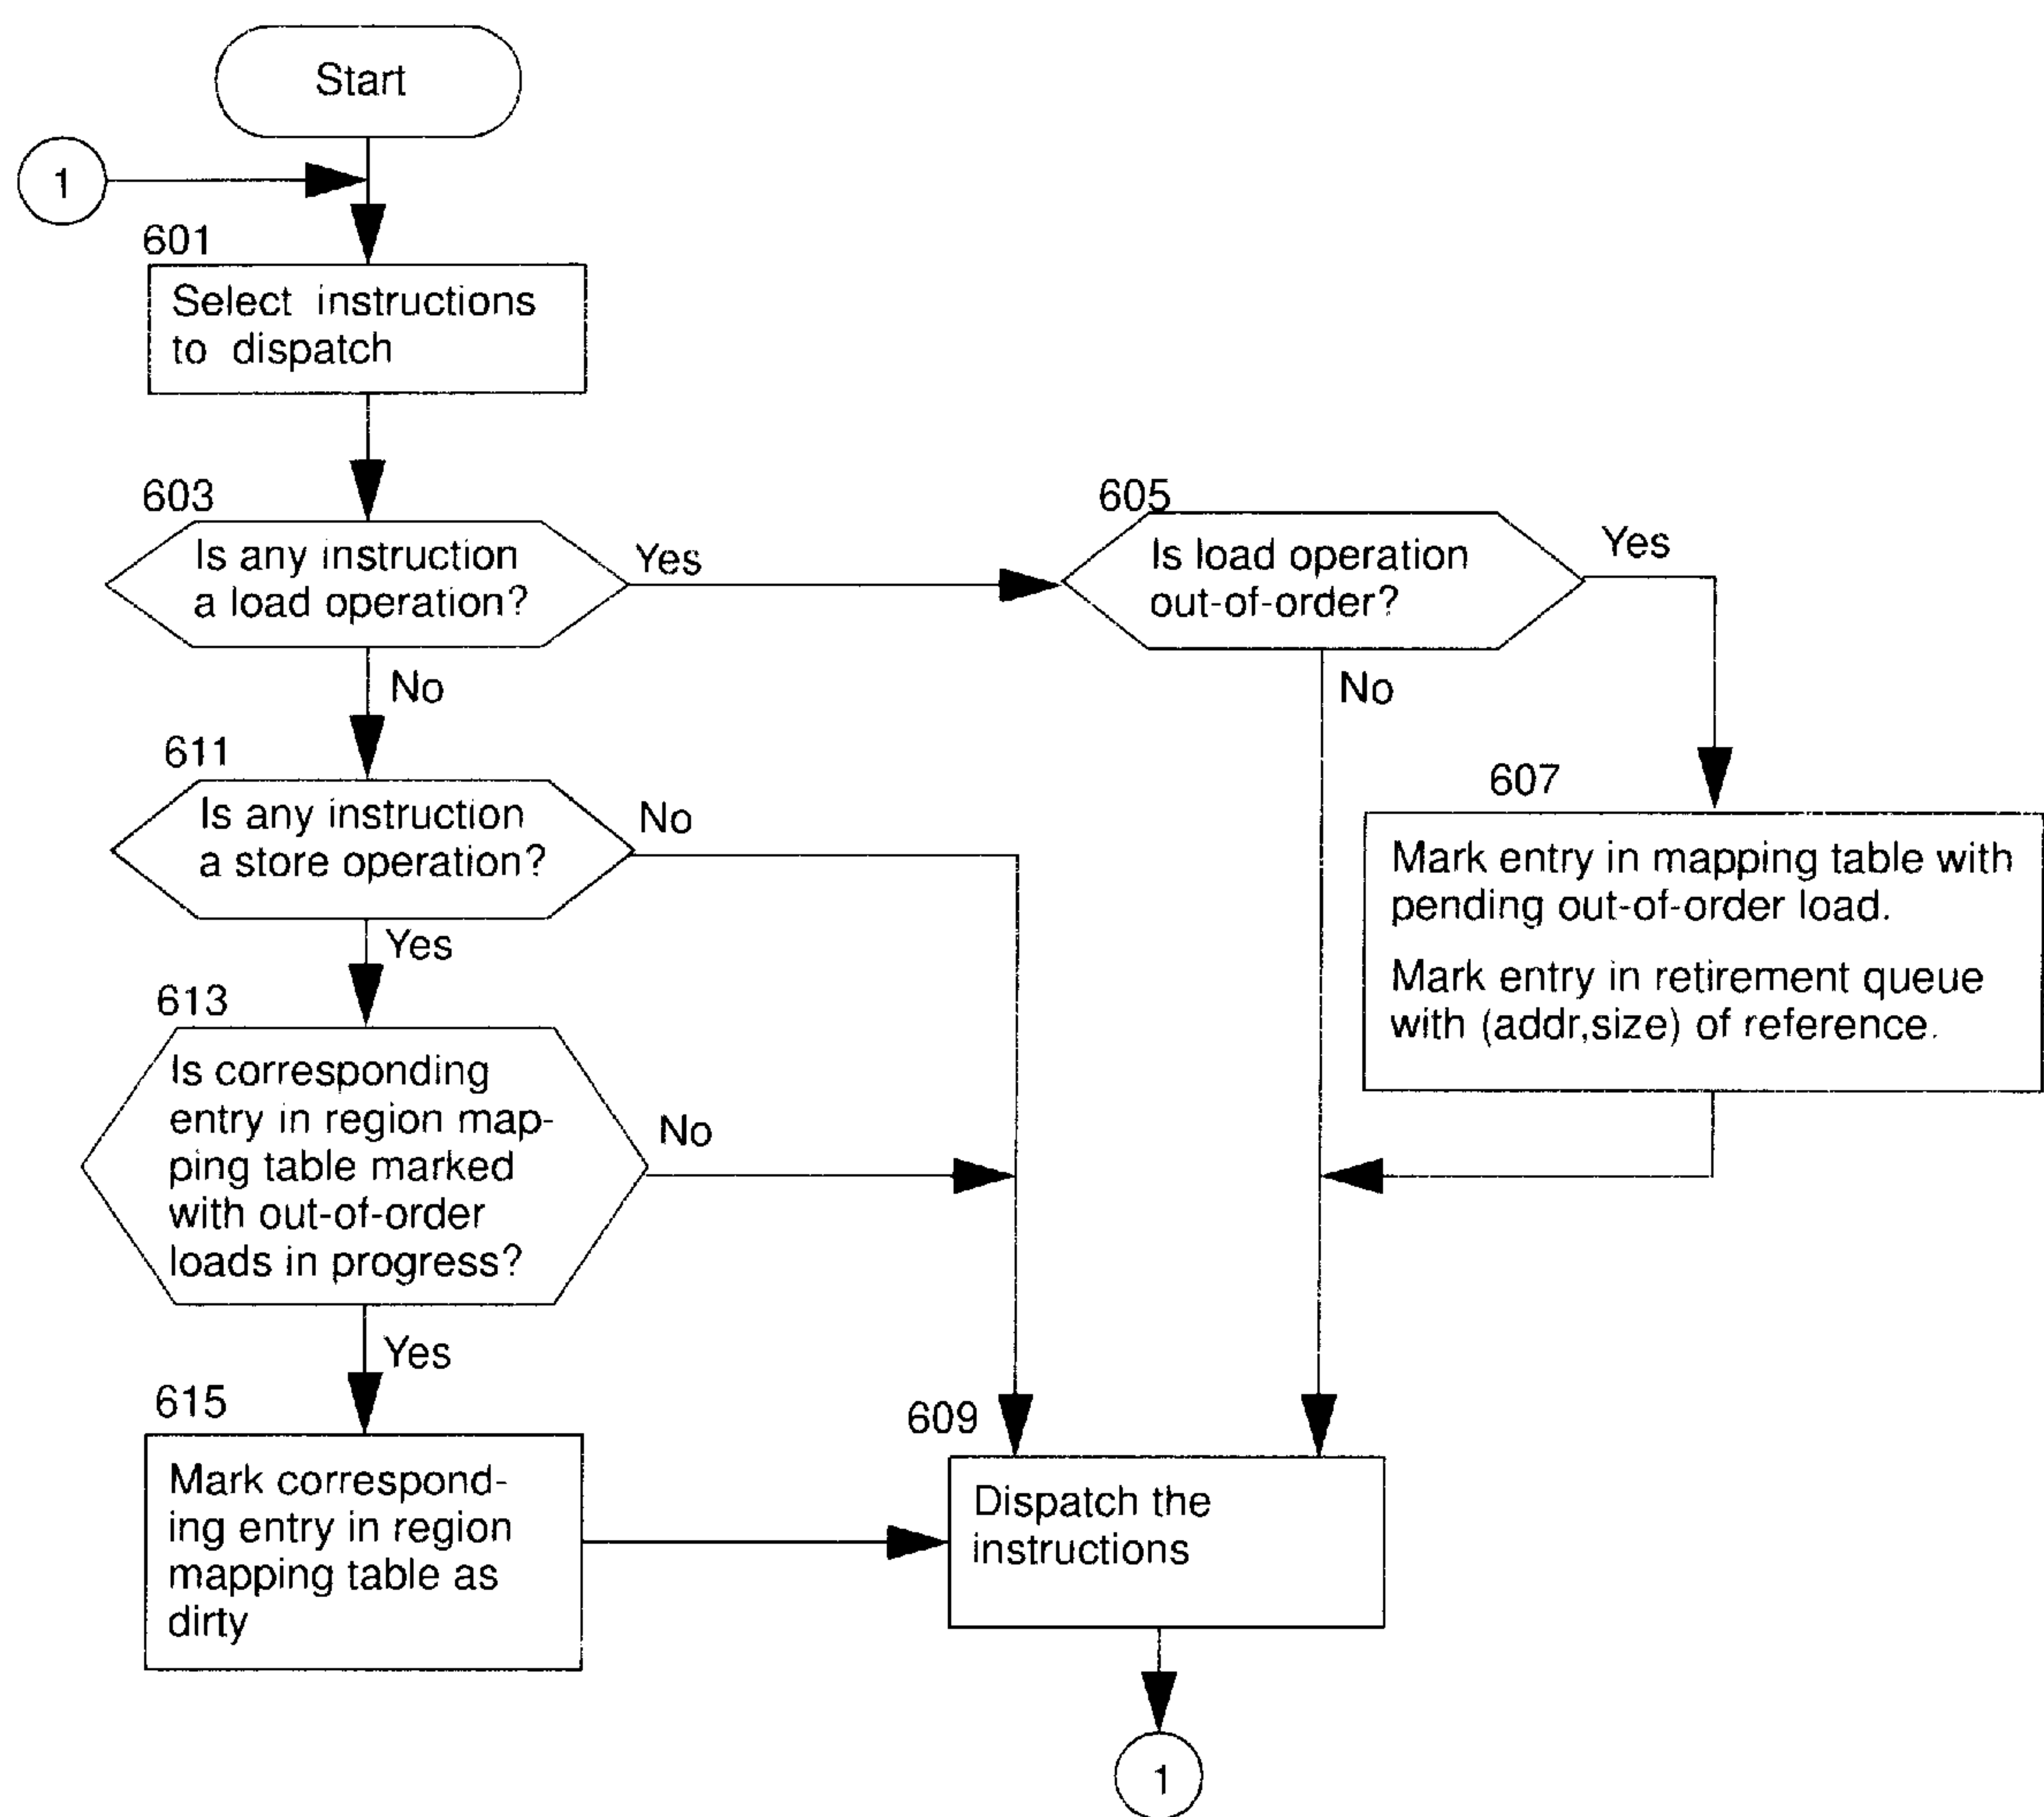 Start
1
601
Select instructions
to dispatch
603
Is any instruction
a load operation?
Yes
No
605
Is load operation
out-of-order?
Yes
No
607
Mark entry in mapping table with
pending out-of-order load.
Mark entry in retirement queue
with (addr,size) of reference.
611
Is any instruction
a store operation?
No
Yes
613
Is corresponding
entry in region map-
ping table marked
with out-of-order
loads in progress?
No
Yes
615
Mark correspond-
ing entry in region
mapping table as
dirty
609
Dispatch the
instructions
1